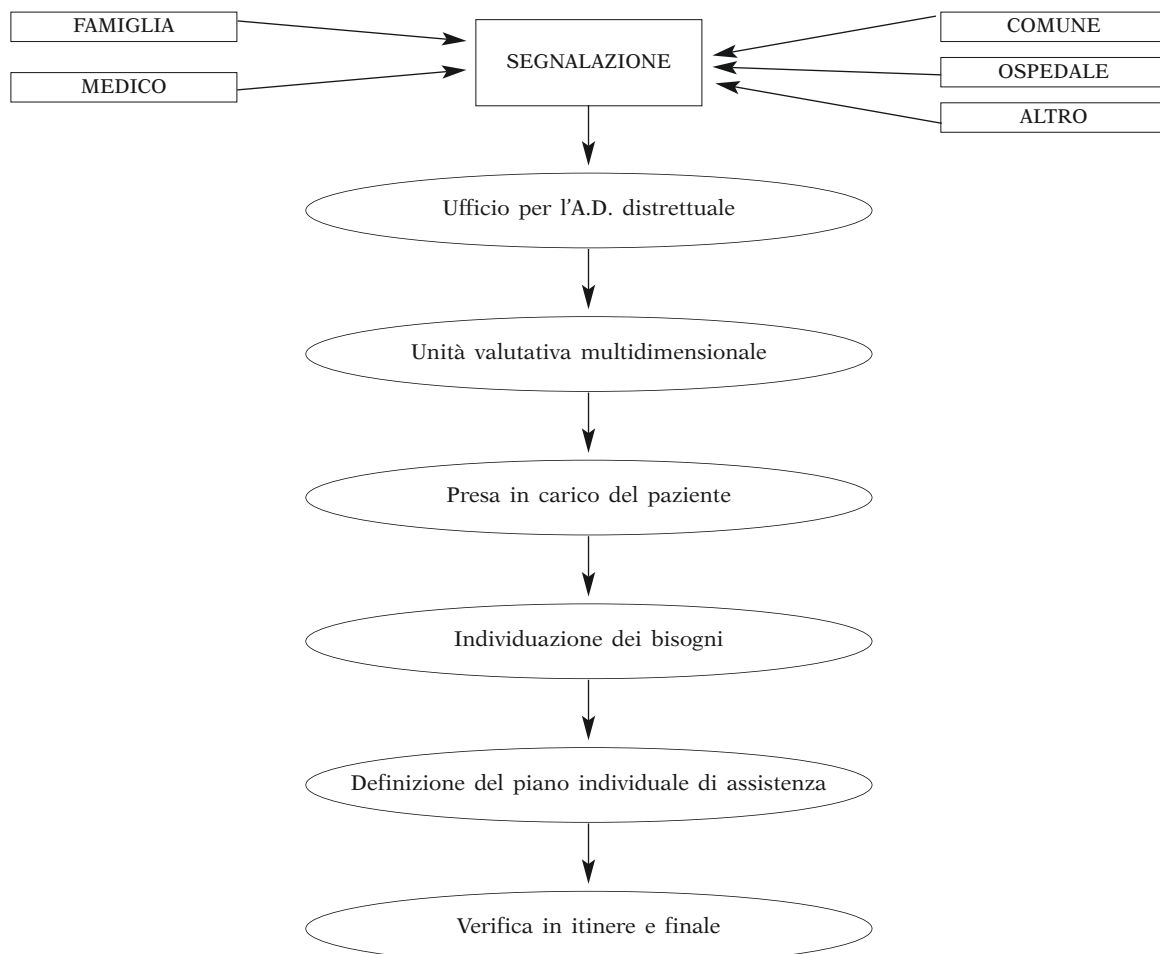 FAMIGLIA
MEDICO
SEGNALAZIONE
COMUNE
OSPEDALE
ALTRO
Ufficio per l'A.D. distrettuale
Unità valutativa multidimensionale
Presa in carico del paziente
Individuazione dei bisogni
Definizione del piano individuale di assistenza
Verifica in itinere e finale